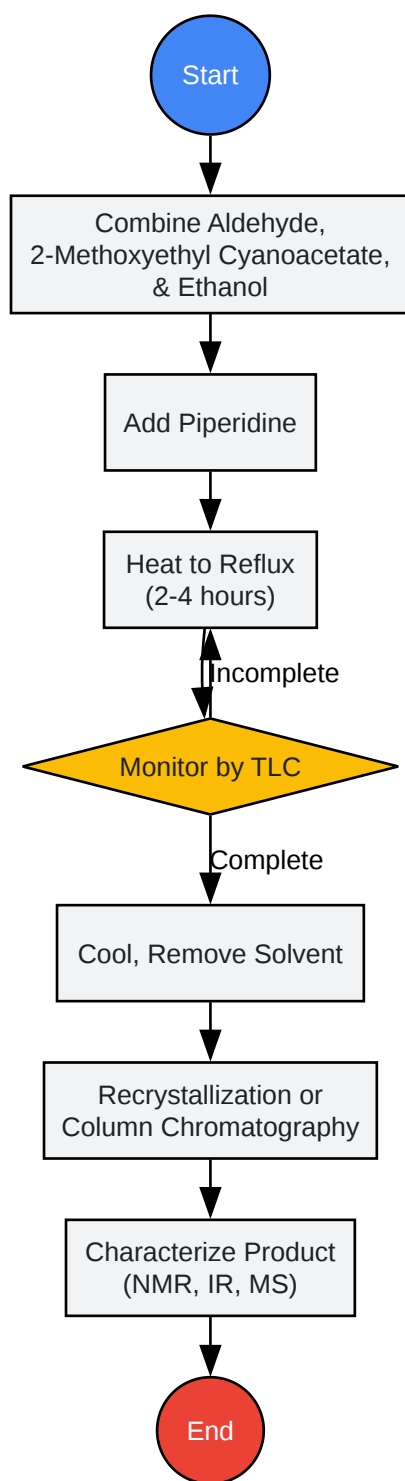 Start
Combine Aldehyde,
2-Methoxyethyl Cyanoacetate,
& Ethanol
Add Piperidine
Heat to Reflux
(2-4 hours)
Incomplete
Monitor by TLC
Complete
Cool, Remove Solvent
Recrystallization or
Column Chromatography
Characterize Product
(NMR, IR, MS)
End